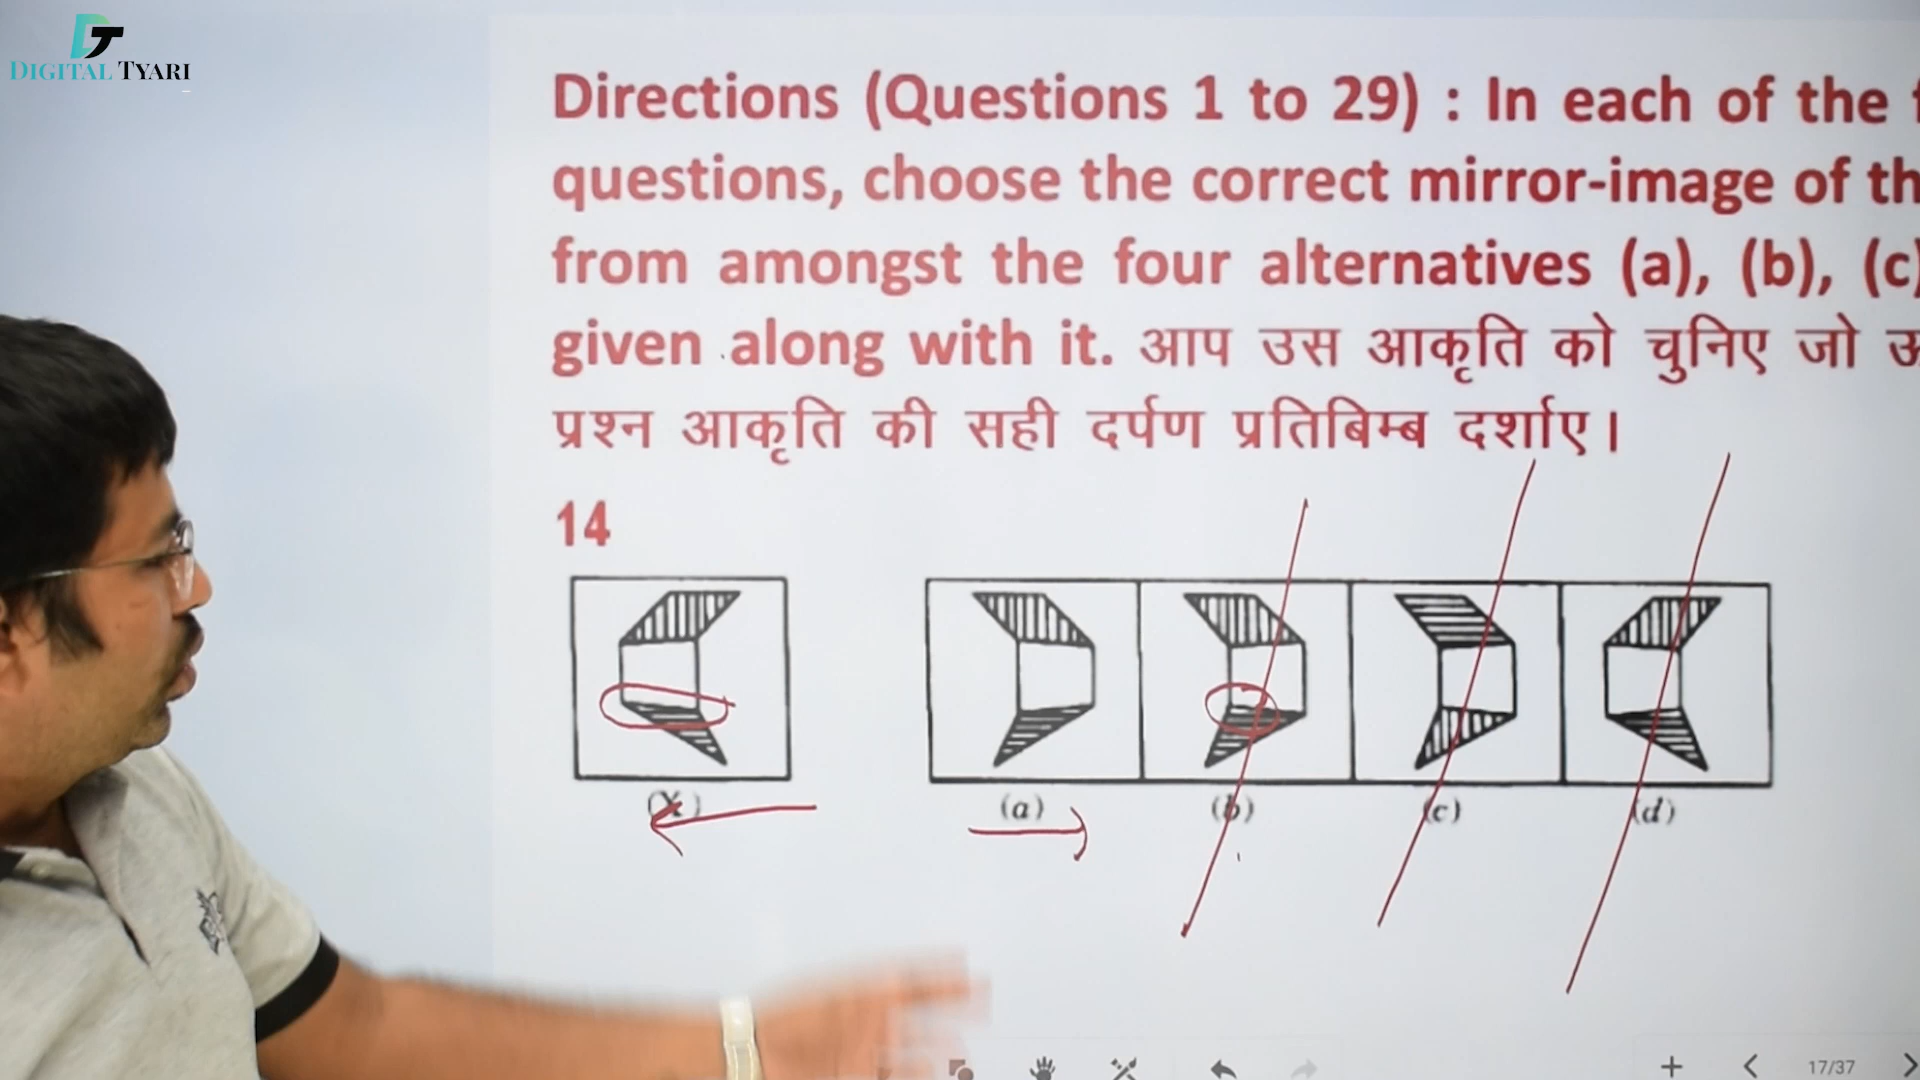 DIGITAL TYARI
Directions (Questions 1 to 29) : In each of the
questions, choose the correct mirror-image of
from amongst the four alternatives (a), (b), (c)
given along with it. आप उस आकृति को चुनिए जो
प्रश्न आकृति की सही दर्पण प्रतिबिम्ब दर्शाए।
14
(X) (a) (b) (c) (d)
17/37